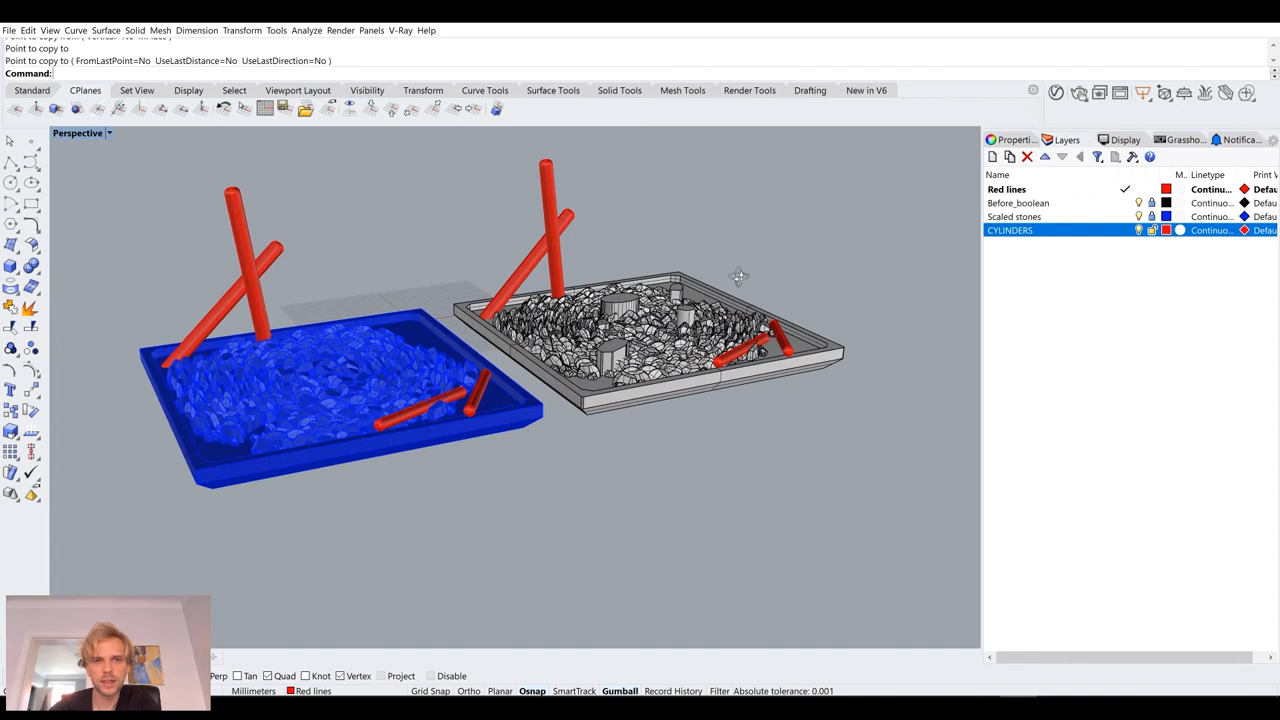 File Edit View Curve Surface Solid Mesh Dimension Transform Tools Analyze Render Panels V-Ray Help
Point to copy to
Point to copy to ( FromLastPoint=No UseLastDistance=No UseLastDirection=No )
Command:
Standard CPlanes Set View Display Select Viewport Layout Visibility Transform Curve Tools Surface Tools Solid Tools Mesh Tools Render Tools Drafting New in V6
Perspective
Properti... Layers Display Grassho... Notifica...
Name M.. Linetype Print V
Red lines Continu... Defau
Before_boolean Continuo... Defau
Scaled stones Continuo... Defau
CYLINDERS Continuo... Defau
Perp Tan Quad Knot Vertex Project Disable
Millimeters Red lines Grid Snap Ortho Planar Osnap SmartTrack Gumball Record History Filter Absolute tolerance: 0.001